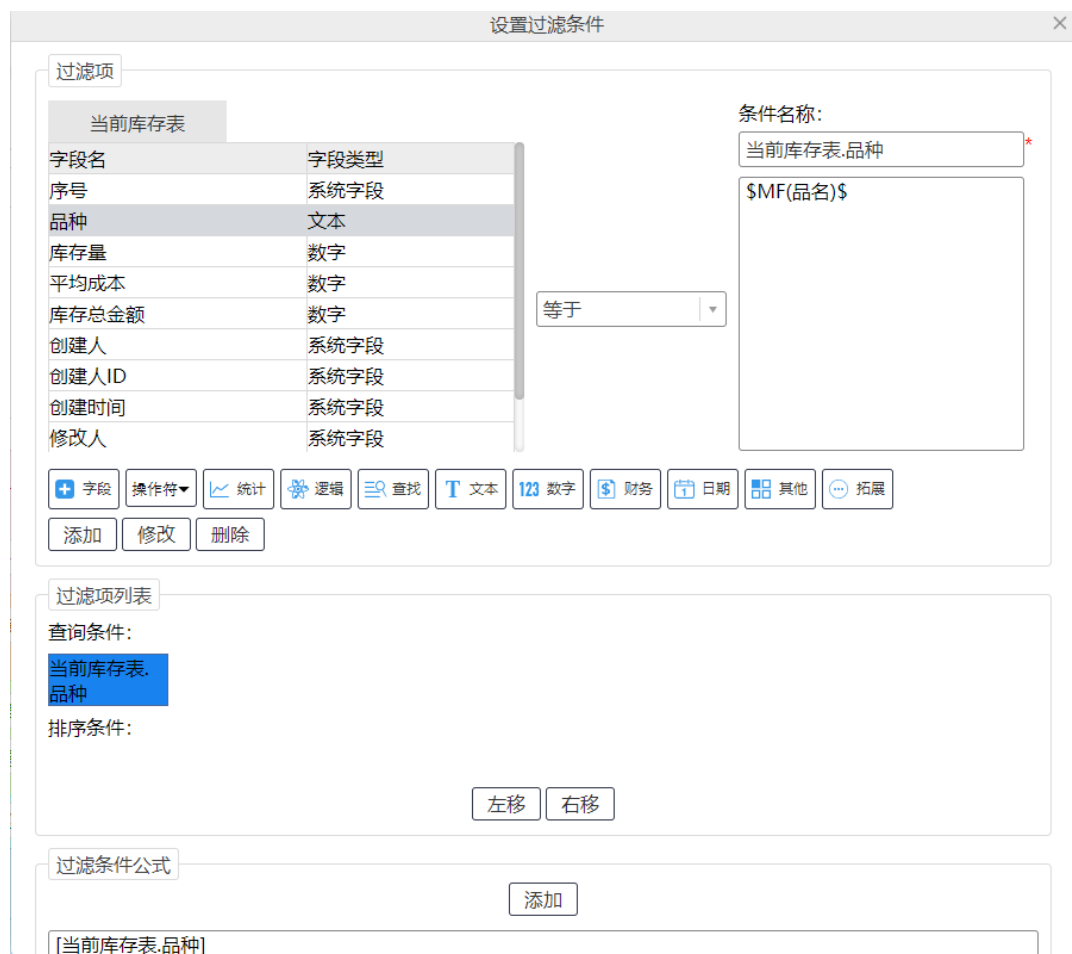 设置过滤条件
过滤项
当前库存表
条件名称：
当前库存表.品种
*
字段名 字段类型
$MF(品名)$
序号 系统字段
品种 文本
库存量 数字
平均成本 数字
等于
库存总金额 数字
创建人 系统字段
创建人ID 系统字段
创建时间 系统字段
修改人 系统字段
字段 操作符 统计 逻辑 查找 T 文本 123 数字 $ 财务 1 日期 其他 拓展
添加 修改 删除
过滤项列表
查询条件：
当前库存表.
品种
排序条件：
左移 右移
过滤条件公式
添加
[当前库存表.品种]